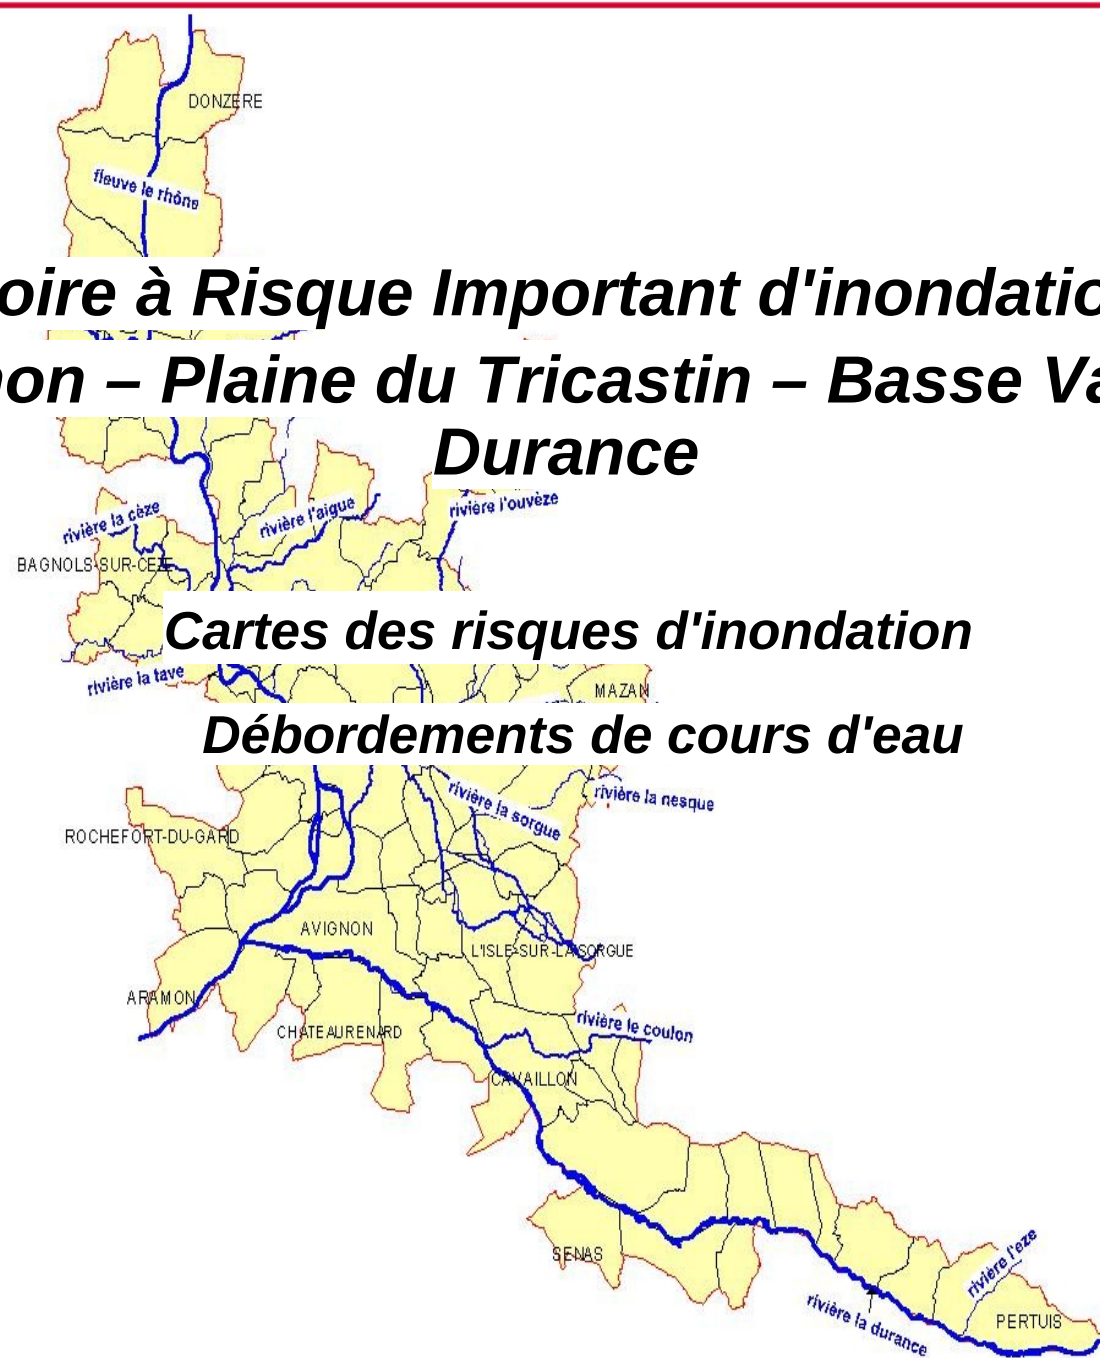 DONZERE
fleuve le rhône
oire à Risque Important d'inondatio
non – Plaine du Tricastin – Basse Va
Durance
rivière la cèze
rivière l'aigue
rivière l'ouvèze
BAGNOLS-SUR-CEZE
Cartes des risques d'inondation
rivière la tave
MAZAN
Débordements de cours d'eau
rivière la sorgue
rivière la nesque
ROCHEFORT-DU-GARD
AVIGNON
L'ISLE-SUR-LA-SORGUE
ARAMON
CHATEAURENARD
rivière le coulon
CAVAILLON
SENAS
rivière l'eze
rivière la durance
PERTUIS